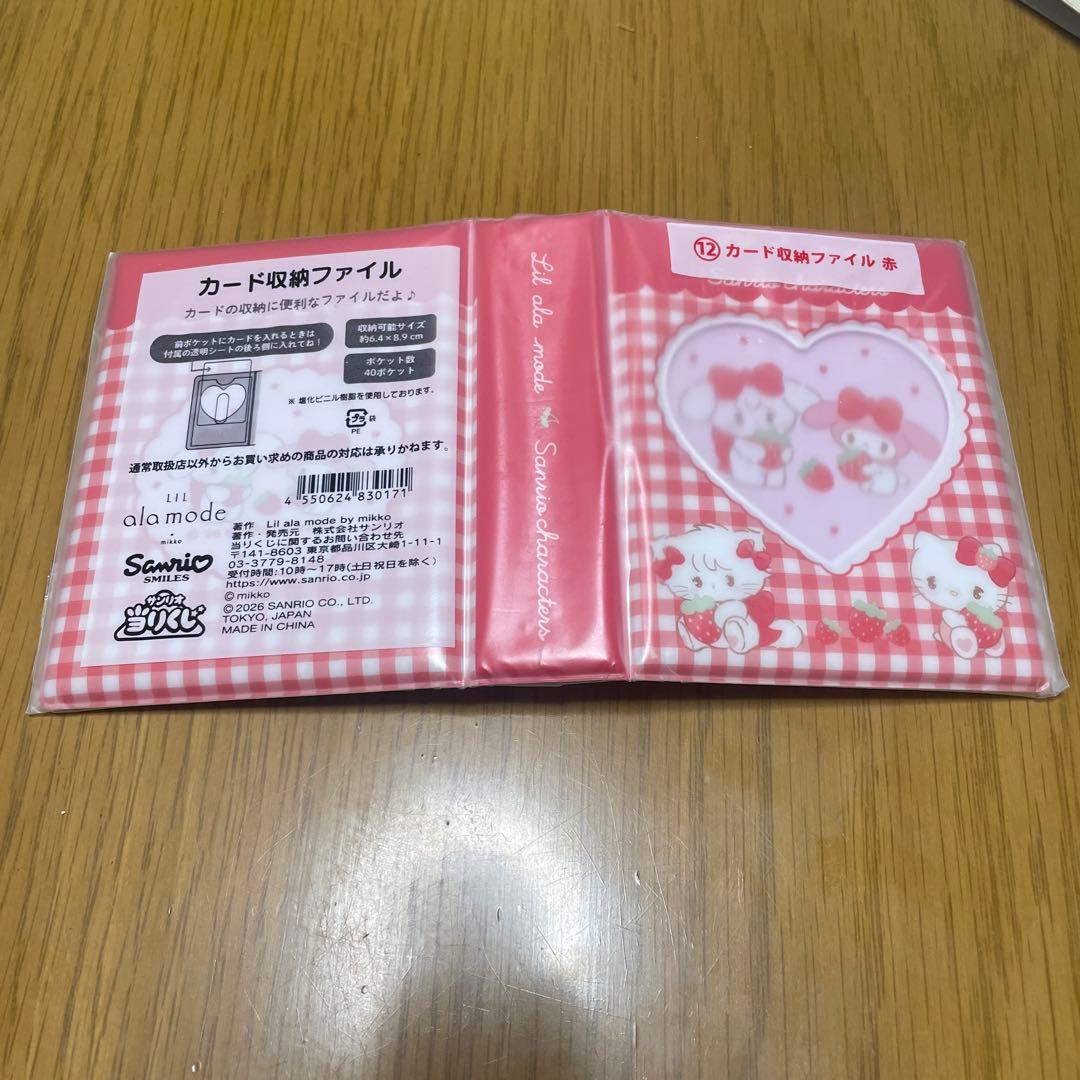 カード収納ファイル
カードの収納に便利なファイルだよ♪
前ポケットにカードを入れるときは
付属の透明シートの後ろ側に入れてね!
収納可能サイズ
約6.4×8.9 cm
ポケット数
40ポケット
※ 塩化ビニル樹脂を使用しております。
プラ
袋
PE
通常取扱店以外からお買い求めの商品の対応は承りかねます。
4 550624 830171
LIL
ala mode
mikko
Sanrio
SMILES
サンリオ
当りくじ
著作 Lil ala mode by mikko
著作・発売元 株式会社サンリオ
当りくじに関するお問い合わせ先
〒141-8603 東京都品川区大崎1-11-1
03-3779-8148
受付時間:10時〜17時(土日祝日を除く)
https://www.sanrio.co.jp
©mikko
©2026 SANRIO CO., LTD.
TOKYO, JAPAN
MADE IN CHINA
Lil ala mode Sanrio characters
⑫カード収納ファイル 赤
Sanrio characters